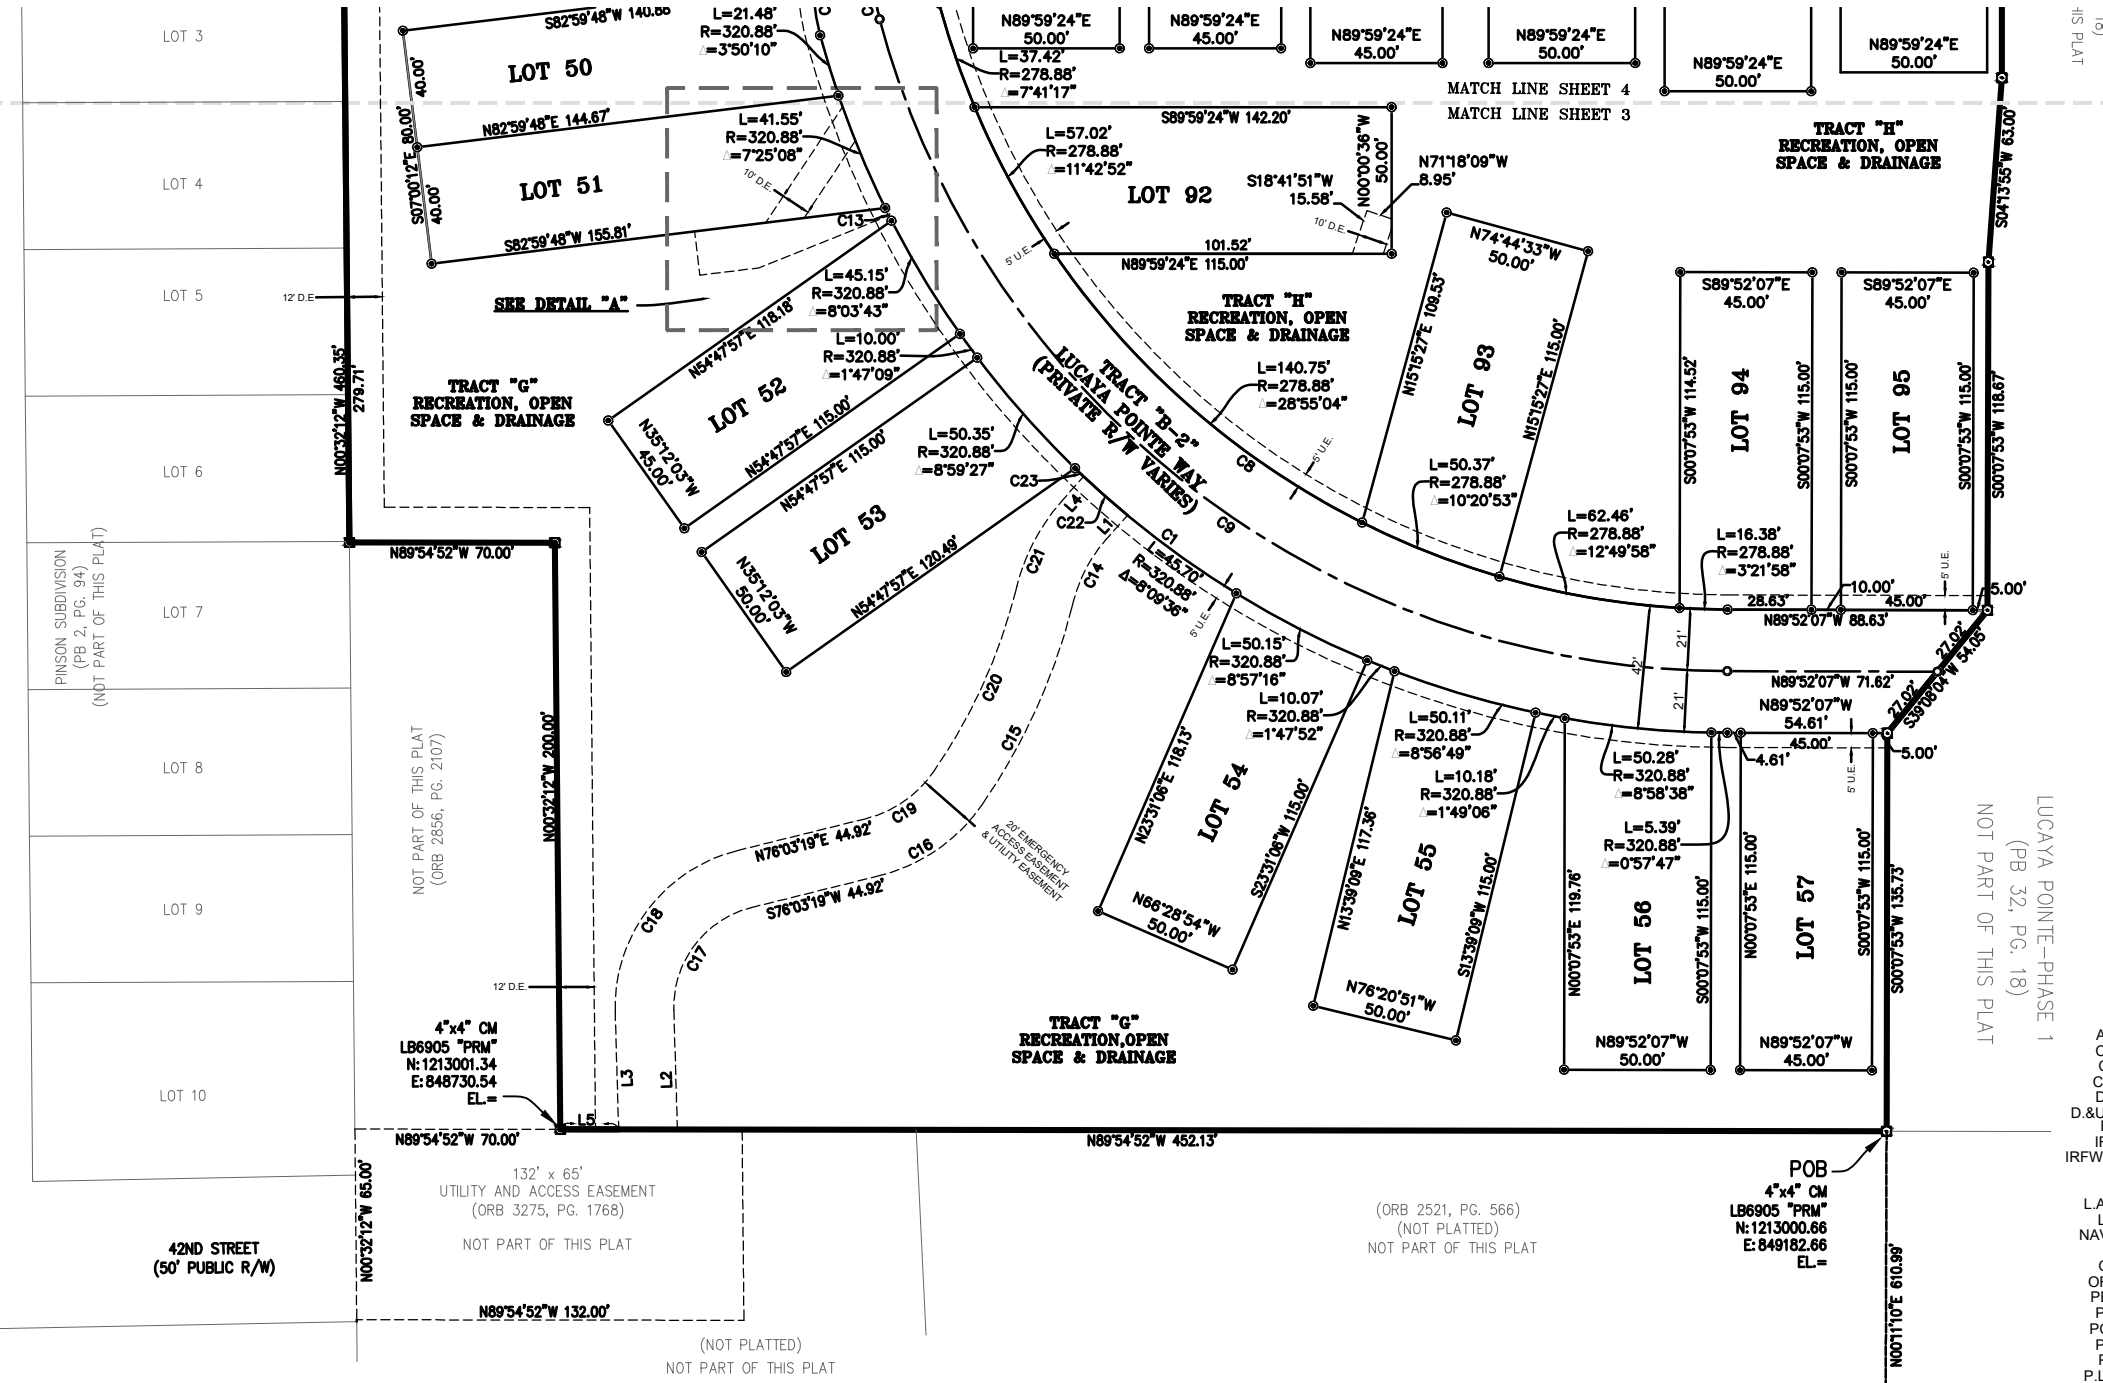 LOT 3
S82°59'48"W 140.88'
40.00'
LOT 50
L=21.48'
R=320.88'
△=3°50'10"
L=37.42'
R=278.88'
△=7°41'17"
N89°59'24"E
50.00'
N89°59'24"E
45.00'
N89°59'24"E
45.00'
N89°59'24"E
50.00'
N89°59'24"E
50.00'
N89°59'24"E
50.00'
HIS PLAT
18)
MATCH LINE SHEET 4
MATCH LINE SHEET 3
N82°59'48"E 144.67'
S07°00'12"E 80.00'
40.00'
LOT 4
LOT 51
L=41.55'
R=320.88'
△=7°25'08"
10' D.E.
S82°59'48"W 155.81'
C13
L=57.02'
R=278.88'
△=11°42'52"
S89°59'24"W 142.20'
LOT 92
N00°00'36"W
50.00'
N71°18'09"W
8.95'
S18°41'51"W
15.58'
10' D.E.
101.52'
N89°59'24"E 115.00'
5' U.E.
TRACT "H"
RECREATION, OPEN
SPACE & DRAINAGE
S04°13'55"W 63.00'
LOT 5
12' D.E
SEE DETAIL "A"
L=45.15'
R=320.88'
△=8°03'43"
N54°47'57"E 118.18'
L=10.00'
R=320.88'
△=1°47'09"
TRACT "H"
RECREATION, OPEN
SPACE & DRAINAGE
N74°44'33"W
50.00'
N15°15'27"E 109.53'
LOT 93
N15°15'27"E 115.00'
S89°52'07"E
45.00'
S89°52'07"E
45.00'
S00°07'53"W 114.52'
LOT 94
S00°07'53"W 115.00'
S00°07'53"W 115.00'
LOT 95
S00°07'53"W 115.00'
S00°07'53"W 118.67'
N00°32'12"W 460.35'
279.71'
TRACT "G"
RECREATION, OPEN
SPACE & DRAINAGE
LOT 52
N35°12'03"W
45.00'
N54°47'57"E 115.00'
N54°47'57"E 115.00'
L=50.35'
R=320.88'
△=8°59'27"
TRACT "B-2"
LUCAYA POINTE WAY
(PRIVATE R/W VARIES)
L=140.75'
R=278.88'
△=28°55'04"
C8
5' U.E.
C9
L=50.37'
R=278.88'
△=10°20'53"
L=62.46'
R=278.88'
△=12°49'58"
L=16.38'
R=278.88'
△=3°21'58"
LOT 6
C23
L4
C22
L1
C1
LOT 53
N54°47'57"E 120.49'
N35°12'03"W
50.00'
C21
C14
L=45.70'
R=320.88'
Δ=8°09'36"
5' U.E.
N89°54'52"W 70.00'
PINSON SUBDIVISION
(PB 2, PG. 94)
(NOT PART OF THIS PLAT)
LOT 7
28.63'
10.00'
45.00'
5.00'
5' U.E.
N89°52'07"W 88.63'
42'
21'
21'
27.02'
27.02'
S39°08'04"W 54.05'
N89°52'07"W 71.62'
N89°52'07"W
54.61'
45.00'
4.61'
5.00'
5' U.E.
L=50.15'
R=320.88'
△=8°57'16"
L=10.07'
R=320.88'
△=1°47'52"
L=50.11'
R=320.88'
△=8°56'49"
L=10.18'
R=320.88'
△=1°49'06"
L=50.28'
R=320.88'
△=8°58'38"
L=5.39'
R=320.88'
△=0°57'47"
LOT 8
NOT PART OF THIS PLAT
(ORB 2856, PG. 2107)
N00°32'12"W 200.00'
C20
C15
C19
C16
N76°03'19"E 44.92'
S76°03'19"W 44.92'
20' EMERGENCY
ACCESS EASEMENT
& UTILITY EASEMENT
C18
C17
N23°31'06"E 118.13'
LOT 54
S23°31'06"W 115.00'
N66°28'54"W
50.00'
N13°39'09"E 117.36'
LOT 55
S13°39'09"W 115.00'
N76°20'51"W
50.00'
N00°07'53"E 119.76'
LOT 56
S00°07'53"W 115.00'
N89°52'07"W
50.00'
N00°07'53"E 115.00'
LOT 57
S00°07'53"W 115.00'
N89°52'07"W
45.00'
S00°07'53"W 135.73'
LUCAYA POINTE-PHASE 1
(PB 32, PG. 18)
NOT PART OF THIS PLAT
LOT 9
12' D.E.
4"x4" CM
LB6905 "PRM"
N:1213001.34
E:848730.54
EL.=
L3
L2
L5
TRACT "G"
RECREATION,OPEN
SPACE & DRAINAGE
LOT 10
N89°54'52"W 70.00'
N89°54'52"W 452.13'
132' x 65'
UTILITY AND ACCESS EASEMENT
(ORB 3275, PG. 1768)
NOT PART OF THIS PLAT
N00°32'12"W 65.00'
42ND STREET
(50' PUBLIC R/W)
N89°54'52"W 132.00'
(NOT PLATTED)
NOT PART OF THIS PLAT
(ORB 2521, PG. 566)
(NOT PLATTED)
NOT PART OF THIS PLAT
POB
4"x4" CM
LB6905 "PRM"
N:1213000.66
E:849182.66
EL.=
N00°11'10"E 610.99'
D.&U
IRFW
L.A
NAV
P.L